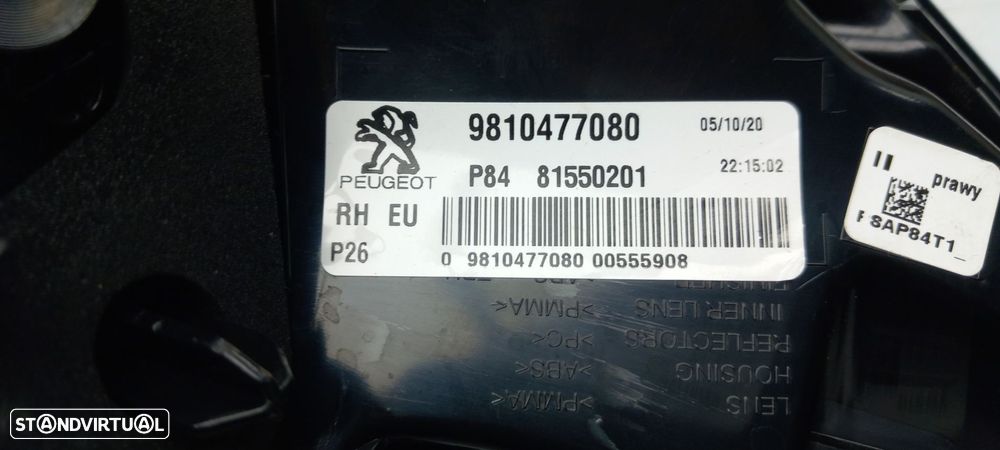 9810477080 05/10/20
PEUGEOT P84 81550201 22:15:02
RH EU
P26
0 9810477080 00555908
II prawy
PSAP84T1_
INNER LENS >PMMA<
REFLECTORS >PC<
HOUSING >ABS<
LENS >PMMA<
STANDVIRTUAL